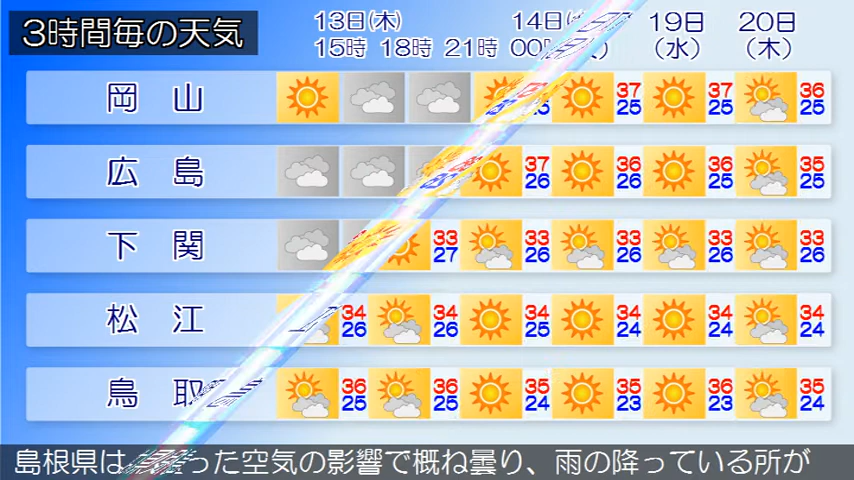 3時間毎の天気
13日(木) 14日( 19日 20日
15時 18時 21時 00 (水) (木)
岡 山 37 37 36
25 25 25
広 島 37 36 36 35
26 26 25 25
下 関 33 33 33 33 33
27 26 26 26 26
松 江 34 34 34 34 34 34
26 26 25 24 24 24
鳥 取 36 36 35 35 36 35
25 25 24 23 23 24
島根県は った空気の影響で概ね曇り、雨の降っている所が